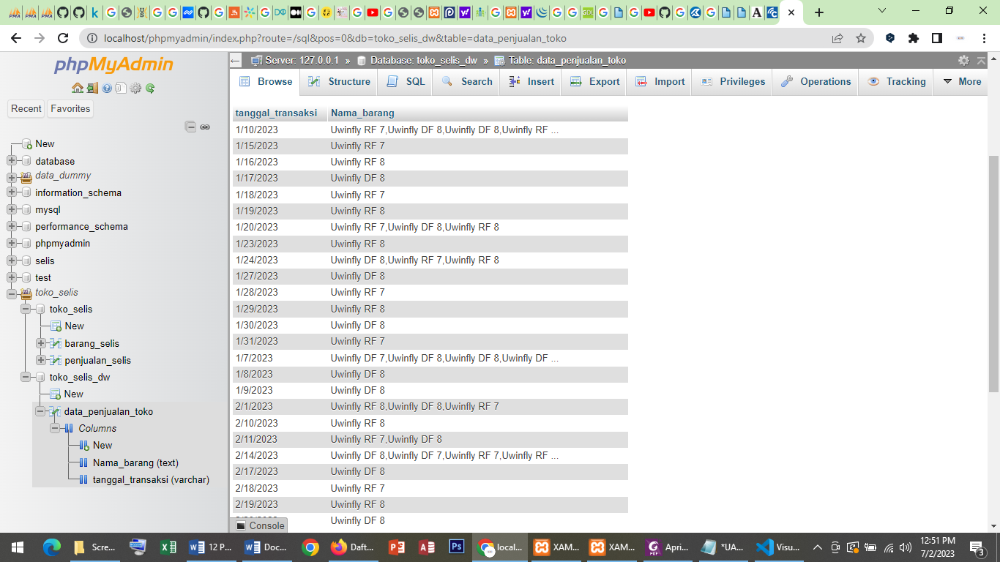 localhost/phpmyadmin/index.php?route=/sql&pos=0&db=toko_selis_dw&table=data_penjualan_toko
phpMyAdmin
Recent Favorites
New
database
data_dummy
information_schema
mysql
performance_schema
phpmyadmin
selis
test
toko_selis
toko_selis
New
barang_selis
penjualan_selis
toko_selis_dw
New
data_penjualan_toko
Columns
New
Nama_barang (text)
tanggal_transaksi (varchar)
Server: 127.0.0.1 » Database: toko_selis_dw » Table: data_penjualan_toko
Browse Structure SQL Search Insert Export Import Privileges Operations Tracking More
tanggal_transaksi Nama_barang
1/10/2023 Uwinfly RF 7,Uwinfly DF 8,Uwinfly DF 8,Uwinfly RF ...
1/15/2023 Uwinfly RF 7
1/16/2023 Uwinfly RF 8
1/17/2023 Uwinfly DF 8
1/18/2023 Uwinfly RF 7
1/19/2023 Uwinfly RF 8
1/20/2023 Uwinfly RF 7,Uwinfly DF 8,Uwinfly RF 8
1/23/2023 Uwinfly RF 8
1/24/2023 Uwinfly DF 8,Uwinfly RF 7,Uwinfly RF 8
1/27/2023 Uwinfly DF 8
1/28/2023 Uwinfly RF 7
1/29/2023 Uwinfly RF 8
1/30/2023 Uwinfly DF 8
1/31/2023 Uwinfly RF 7
1/7/2023 Uwinfly DF 7,Uwinfly DF 8,Uwinfly DF 8,Uwinfly DF ...
1/8/2023 Uwinfly DF 8
1/9/2023 Uwinfly DF 8
2/1/2023 Uwinfly RF 8,Uwinfly DF 8,Uwinfly RF 7
2/10/2023 Uwinfly RF 8
2/11/2023 Uwinfly RF 7,Uwinfly DF 8
2/14/2023 Uwinfly DF 8,Uwinfly DF 7,Uwinfly RF 7,Uwinfly RF ...
2/17/2023 Uwinfly DF 8
2/18/2023 Uwinfly RF 7
2/19/2023 Uwinfly RF 8
Uwinfly DF 8
Console
Scre... 12 P... Doc... Daft... local... XAM... XAM... Apri... *UA... Visu...
12:51 PM
7/2/2023
3